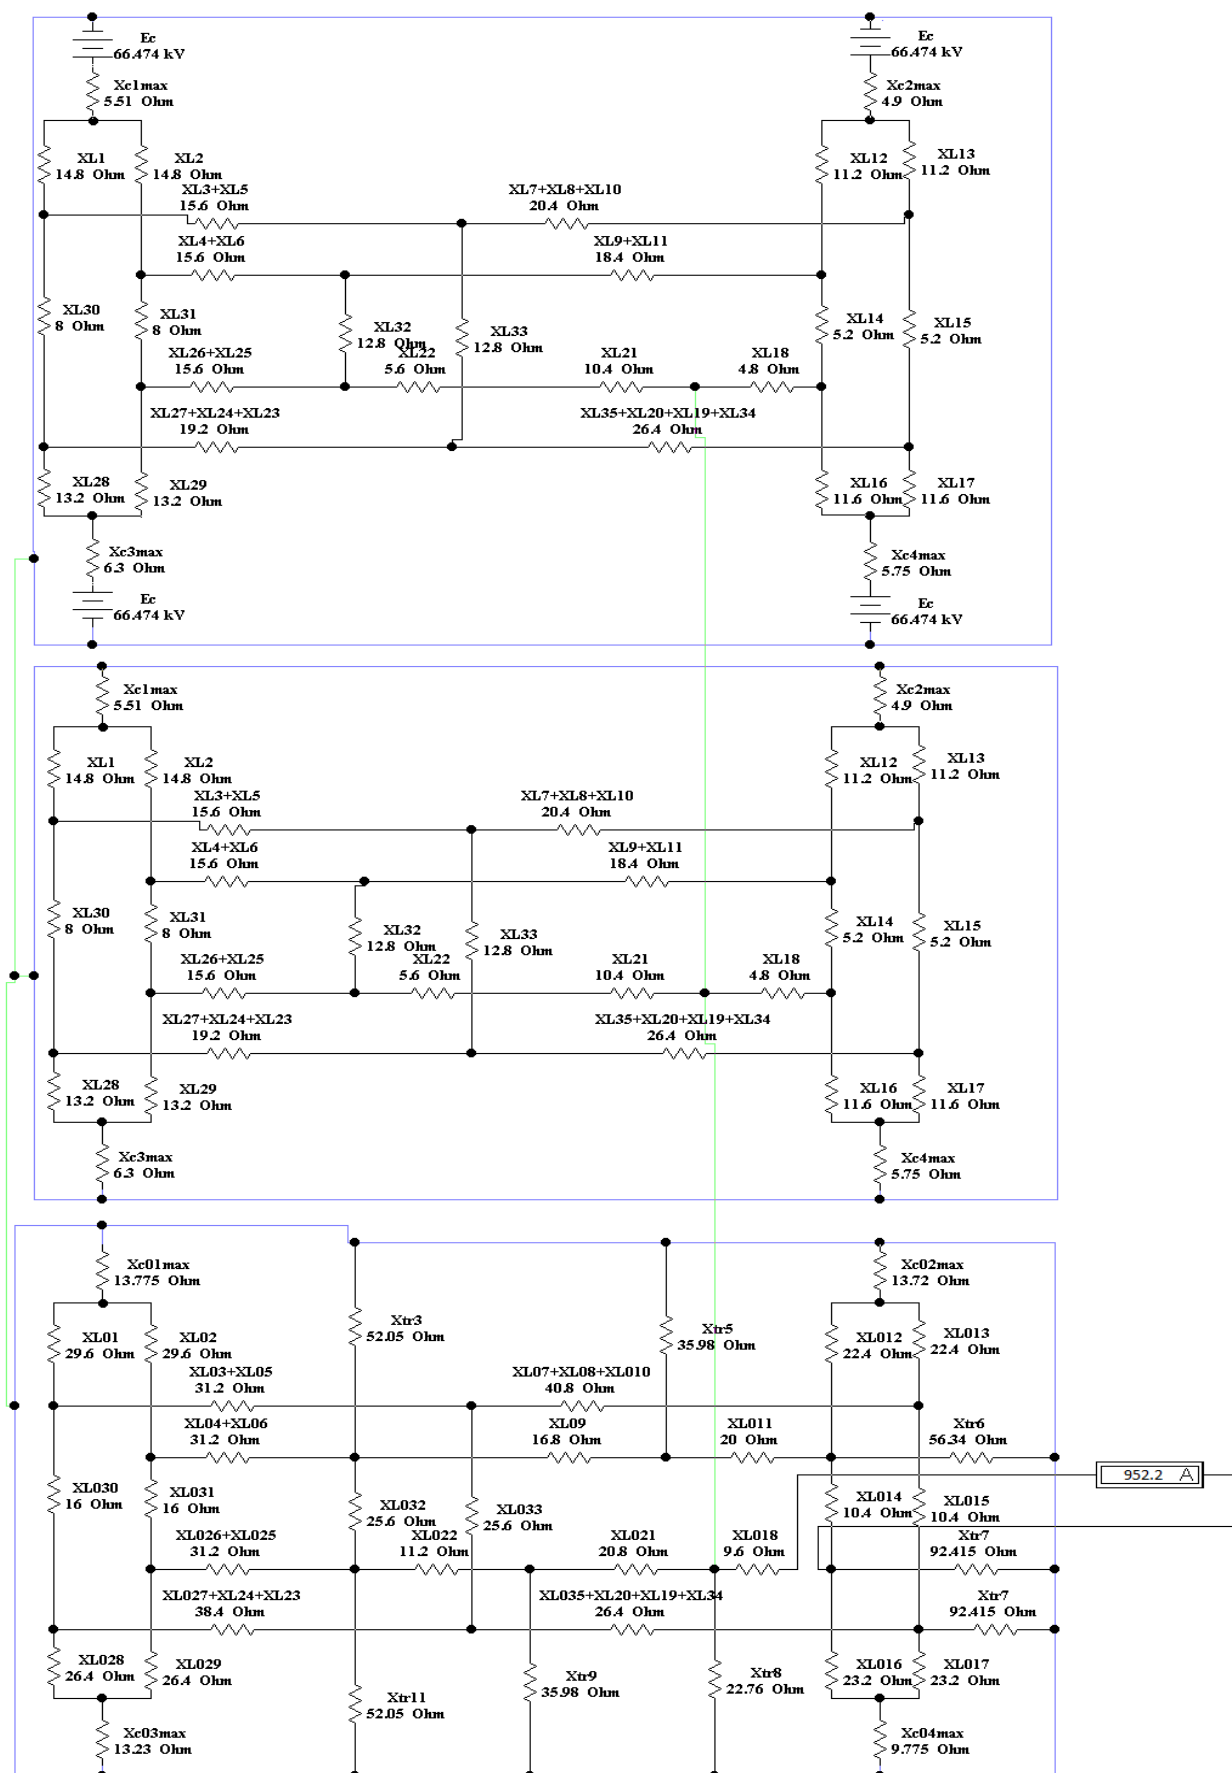 Ec
66.474 kV
Ec
66.474 kV
Xc1max
5.51 Ohm
Xc2max
4.9 Ohm
XL1
14.8 Ohm
XL2
14.8 Ohm
XL12
11.2 Ohm
XL13
11.2 Ohm
XL3+XL5
15.6 Ohm
XL7+XL8+XL10
20.4 Ohm
XL4+XL6
15.6 Ohm
XL9+XL11
18.4 Ohm
XL30
8 Ohm
XL31
8 Ohm
XL32
12.8 Ohm
XL33
12.8 Ohm
XL14
5.2 Ohm
XL15
5.2 Ohm
XL26+XL25
15.6 Ohm
XL22
5.6 Ohm
XL21
10.4 Ohm
XL18
4.8 Ohm
XL27+XL24+XL23
19.2 Ohm
XL35+XL20+XL19+XL34
26.4 Ohm
XL28
13.2 Ohm
XL29
13.2 Ohm
XL16
11.6 Ohm
XL17
11.6 Ohm
Xc3max
6.3 Ohm
Xc4max
5.75 Ohm
Ec
66.474 kV
Ec
66.474 kV
Xc1max
5.51 Ohm
Xc2max
4.9 Ohm
XL1
14.8 Ohm
XL2
14.8 Ohm
XL12
11.2 Ohm
XL13
11.2 Ohm
XL3+XL5
15.6 Ohm
XL7+XL8+XL10
20.4 Ohm
XL4+XL6
15.6 Ohm
XL9+XL11
18.4 Ohm
XL30
8 Ohm
XL31
8 Ohm
XL32
12.8 Ohm
XL33
12.8 Ohm
XL14
5.2 Ohm
XL15
5.2 Ohm
XL26+XL25
15.6 Ohm
XL22
5.6 Ohm
XL21
10.4 Ohm
XL18
4.8 Ohm
XL27+XL24+XL23
19.2 Ohm
XL35+XL20+XL19+XL34
26.4 Ohm
XL28
13.2 Ohm
XL29
13.2 Ohm
XL16
11.6 Ohm
XL17
11.6 Ohm
Xc3max
6.3 Ohm
Xc4max
5.75 Ohm
Xc01max
13.775 Ohm
Xc02max
13.72 Ohm
Xtr3
52.05 Ohm
Xtr5
35.98 Ohm
XL01
29.6 Ohm
XL02
29.6 Ohm
XL012
22.4 Ohm
XL013
22.4 Ohm
XL03+XL05
31.2 Ohm
XL07+XL08+XL010
40.8 Ohm
XL04+XL06
31.2 Ohm
XL09
16.8 Ohm
XL011
20 Ohm
Xtr6
56.34 Ohm
952.2 A
XL030
16 Ohm
XL031
16 Ohm
XL032
25.6 Ohm
XL033
25.6 Ohm
XL014
10.4 Ohm
XL015
10.4 Ohm
XL026+XL025
31.2 Ohm
XL022
11.2 Ohm
XL021
20.8 Ohm
XL018
9.6 Ohm
Xtr7
92.415 Ohm
XL027+XL24+XL23
38.4 Ohm
XL035+XL20+XL19+XL34
26.4 Ohm
Xtr7
92.415 Ohm
XL028
26.4 Ohm
XL029
26.4 Ohm
Xtr11
52.05 Ohm
Xtr9
35.98 Ohm
Xtr8
22.76 Ohm
XL016
23.2 Ohm
XL017
23.2 Ohm
Xc03max
13.23 Ohm
Xc04max
9.775 Ohm